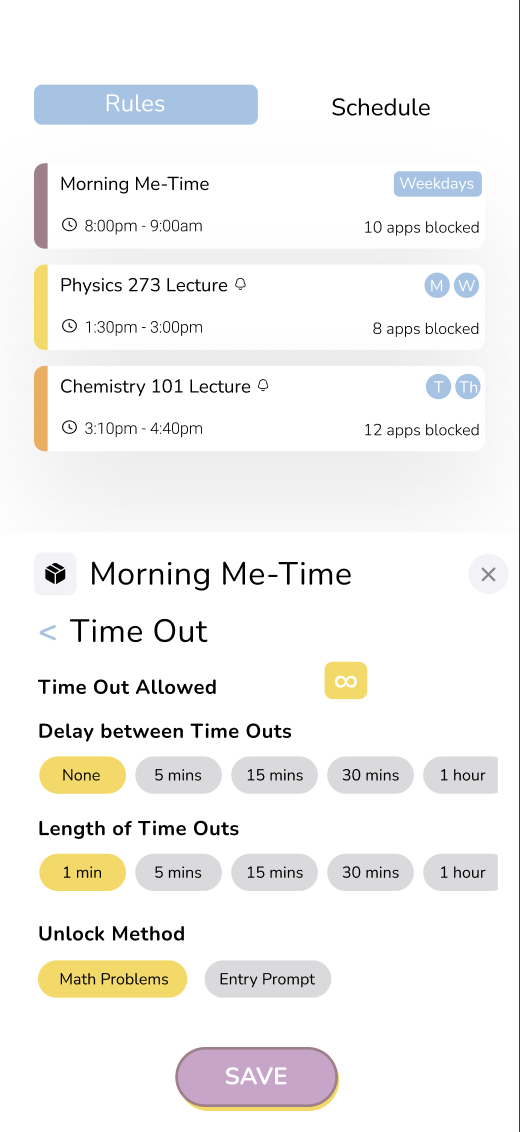 Rules Schedule
Morning Me-Time Weekdays
8:00pm - 9:00am 10 apps blocked
Physics 273 Lecture M W
1:30pm - 3:00pm 8 apps blocked
Chemistry 101 Lecture T Th
3:10pm - 4:40pm 12 apps blocked
Morning Me-Time
< Time Out
Time Out Allowed ∞
Delay between Time Outs
None 5 mins 15 mins 30 mins 1 hour
Length of Time Outs
1 min 5 mins 15 mins 30 mins 1 hour
Unlock Method
Math Problems Entry Prompt
SAVE